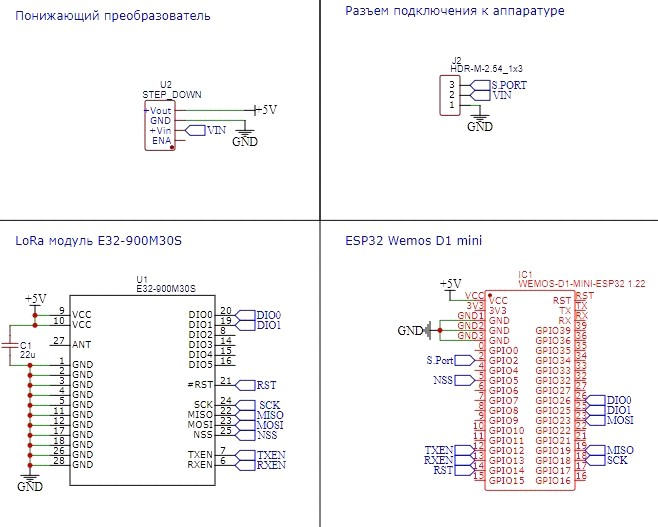 Понижающий преобразователь
U2
STEP_DOWN
+Vout
+5V
GND
+Vin
VIN
GND
ENA
Разъем подключения к аппаратуре
J2
HDR-M-2.54_1x3
3
S.PORT
2
VIN
1
GND
LoRa модуль E32-900M30S
U1
E32-900M30S
+5V
9 VCC DIO0 20 DIO0
10 VCC DIO1 19 DIO1
DIO2 8
27 ANT DIO3 14
C1
22u
DIO4 15
1 GND DIO5 16
2 GND
3 GND #RST 21 RST
4 GND
5 GND SCK 24 SCK
11 GND MISO 22 MISO
12 GND MOSI 23 MOSI
17 GND NSS 25 NSS
18 GND
26 GND TXEN 7 TXEN
28 GND RXEN 6 RXEN
GND
ESP32 Wemos D1 mini
IC1
WEMOS-D1-MINI-ESP32 1.22
+5V
VCC VCC RST RST
3V3 3V3 TX TX
GND1 GND RX RX
GND
GND2 GND GPIO39 39
GND3 GND GPIO36 36
0 GPIO0 GPIO35 35
S.Port 2 GPIO2 GPIO34 34
4 GPIO4 GPIO33 33
NSS 5 GPIO5 GPIO32 32
6 GPIO6 GPIO27 27
7 GPIO7 GPIO26 26 DIO0
8 GPIO8 GPIO25 25 DIO1
9 GPIO9 GPIO23 23 MOSI
10 GPIO10 GPIO22 22
11 GPIO11 GPIO21 21
TXEN 12 GPIO12 GPIO19 19 MISO
RXEN 13 GPIO13 GPIO18 18 SCK
RST 14 GPIO14 GPIO17 17
15 GPIO15 GPIO16 16